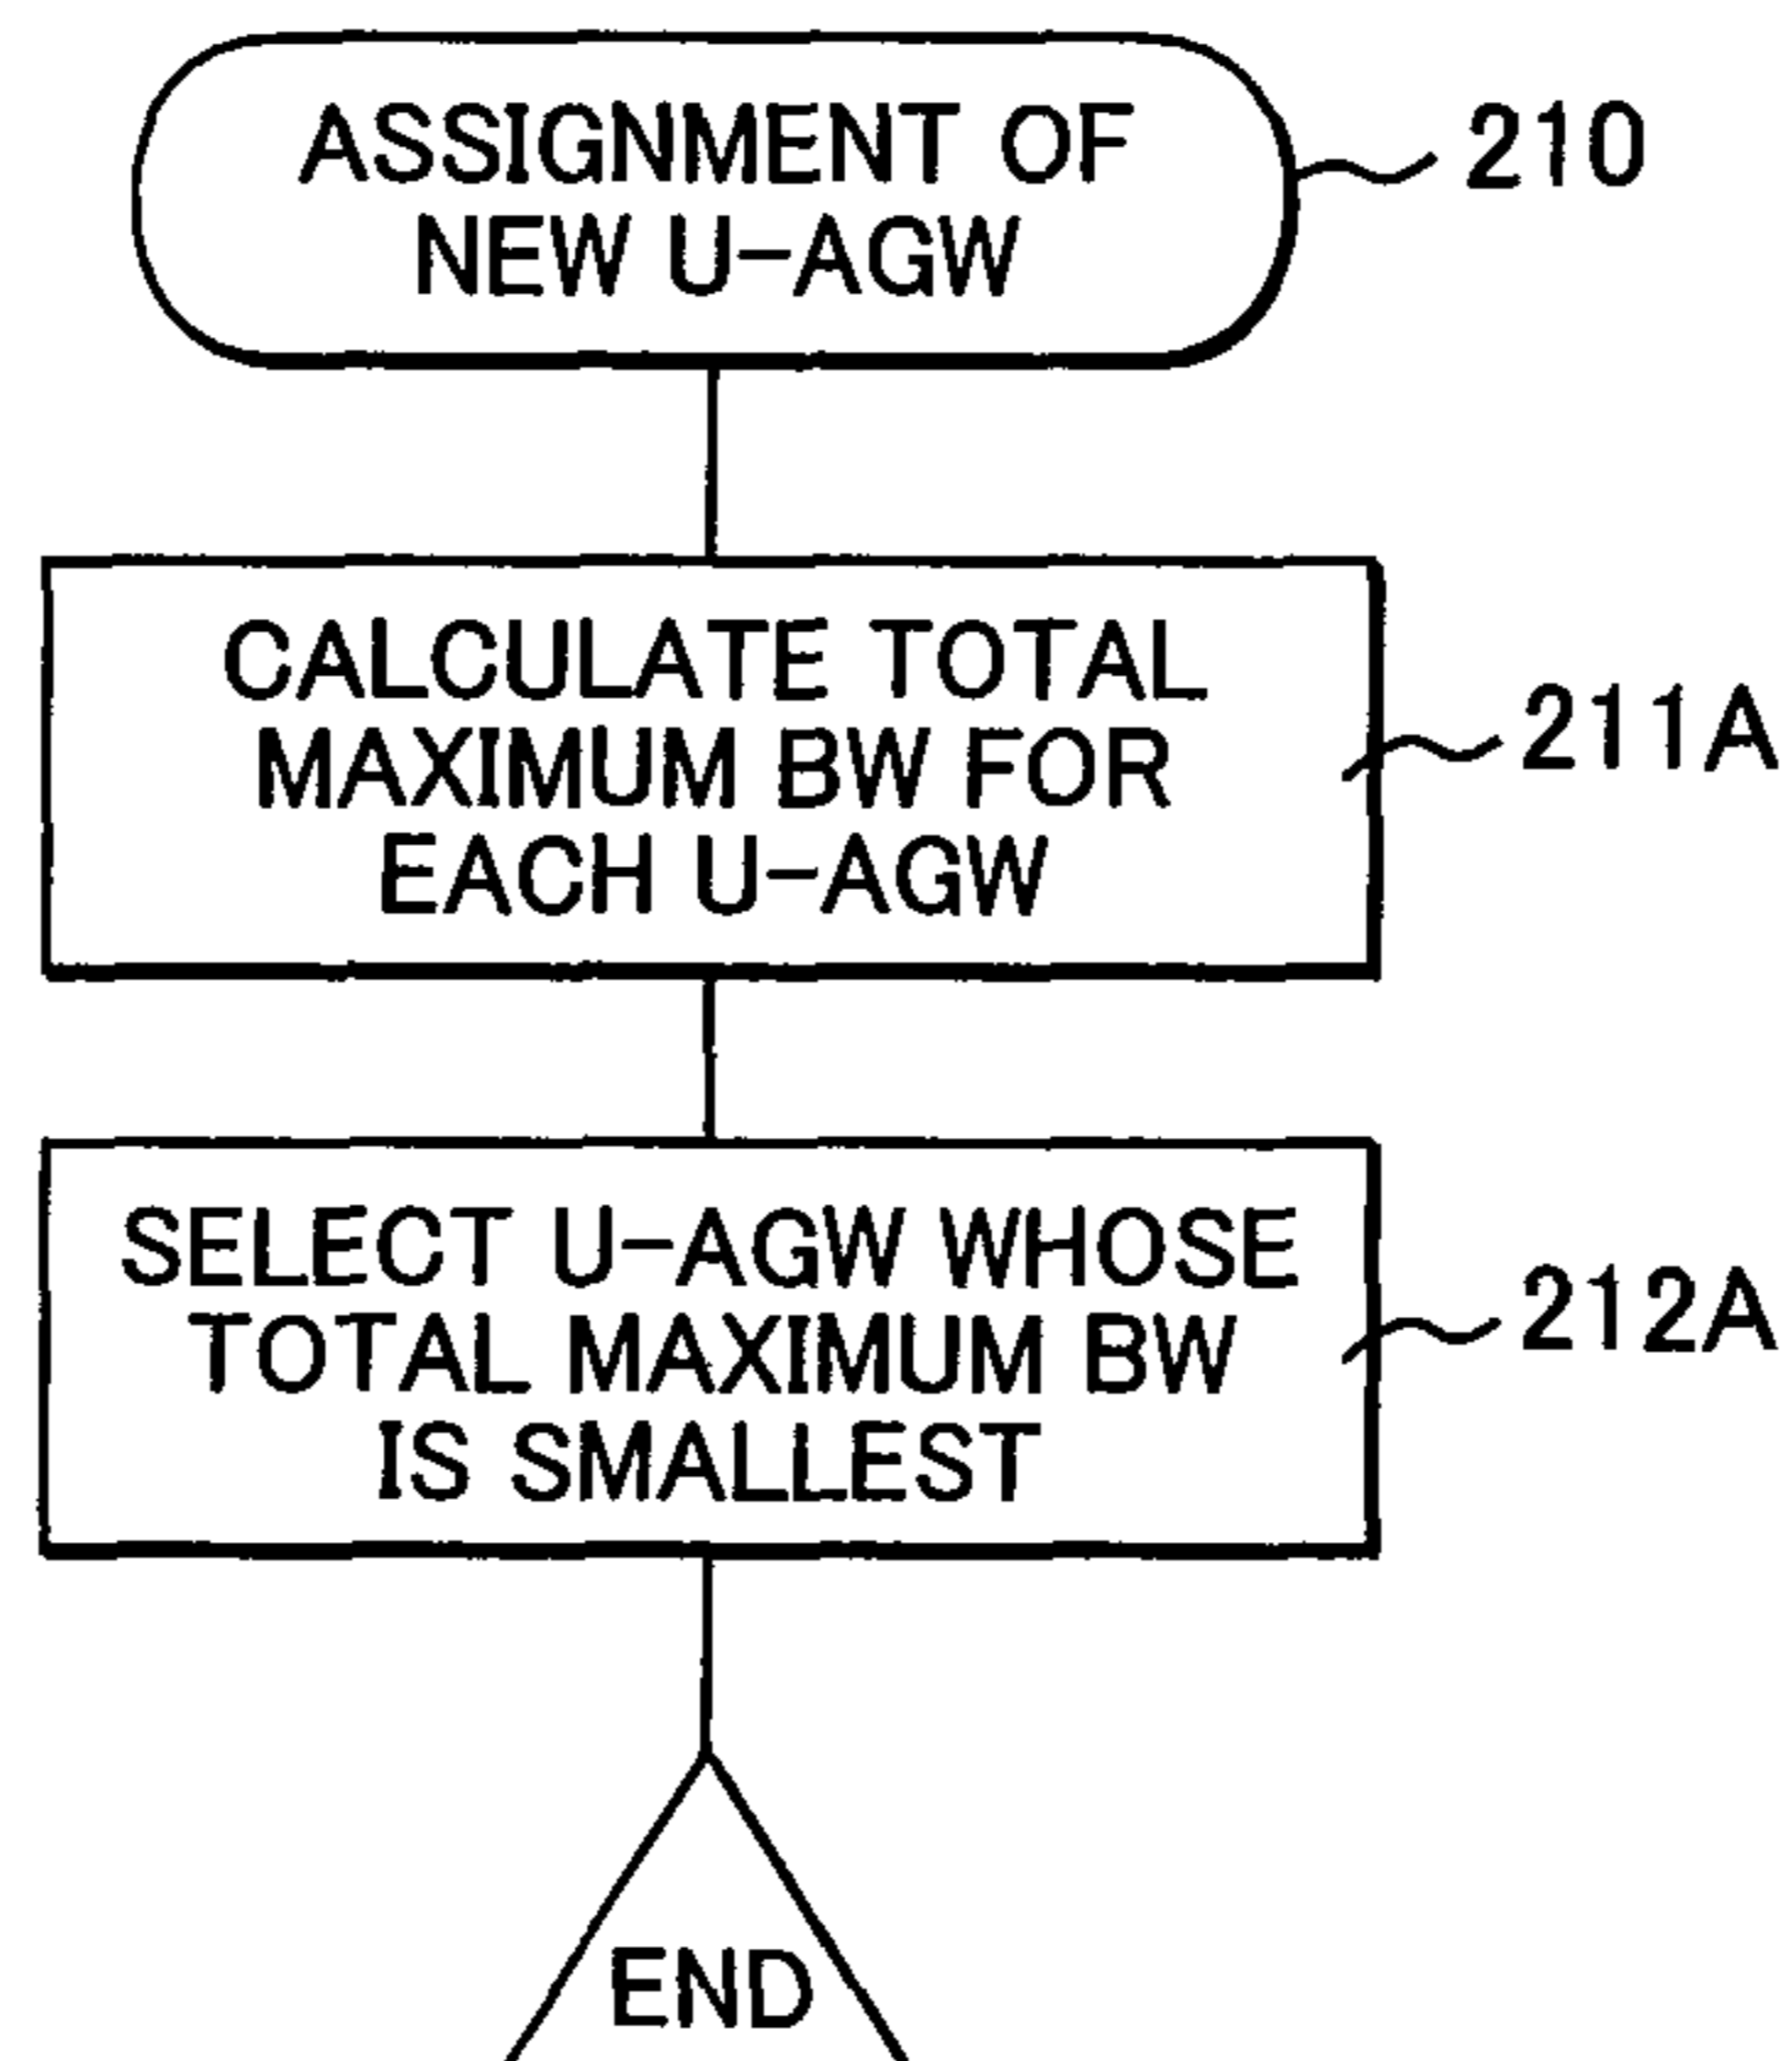 ASSIGNMENT OF
NEW U-AGW
210
CALCULATE TOTAL
MAXIMUM BW FOR
EACH U-AGW
211A
SELECT U-AGW WHOSE
TOTAL MAXIMUM BW
IS SMALLEST
212A
END